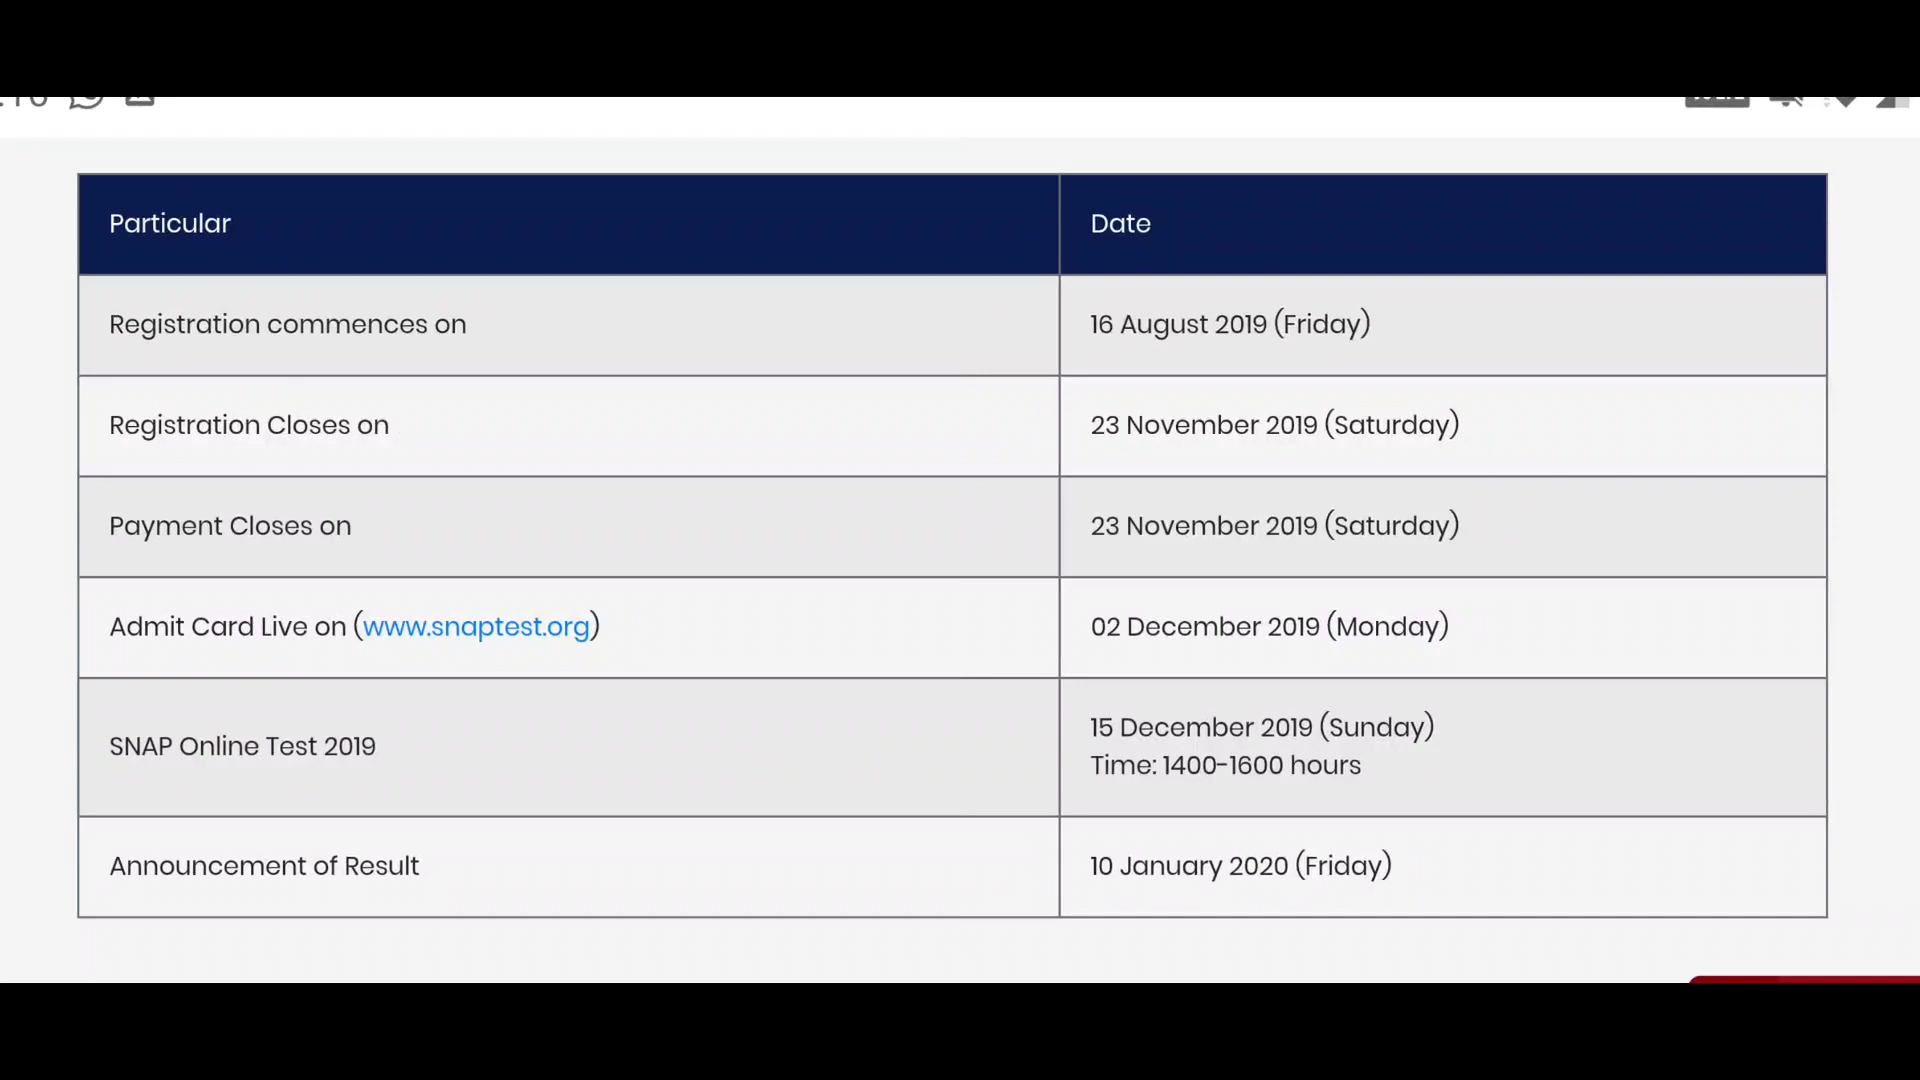 Particular
Date
Registration commences on
16 August 2019 (Friday)
Registration Closes on
23 November 2019 (Saturday)
Payment Closes on
23 November 2019 (Saturday)
Admit Card Live on (www.snaptest.org)
02 December 2019 (Monday)
SNAP Online Test 2019
15 December 2019 (Sunday)
Time: 1400-1600 hours
Announcement of Result
10 January 2020 (Friday)